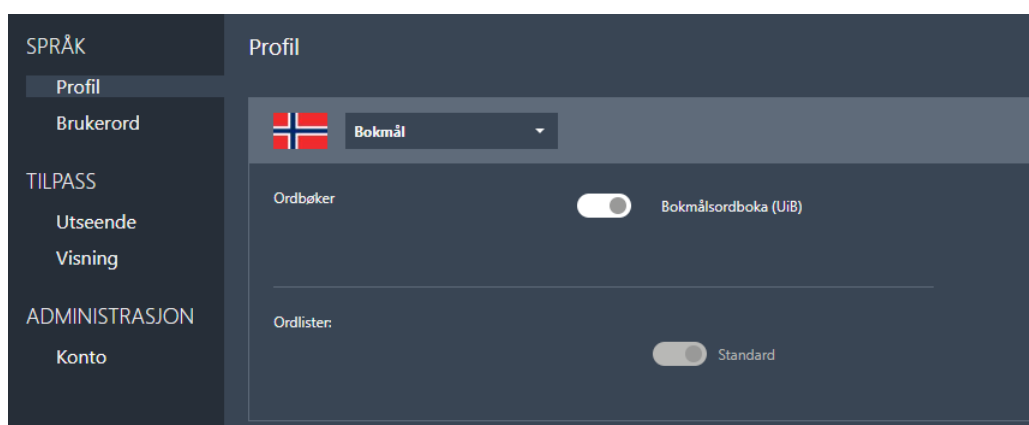 SPRÅK
Profil
Brukerord
TILPASS
Utseende
Visning
ADMINISTRASJON
Konto
Profil
Bokmål
Ordbøker
Bokmålsordboka (UiB)
Ordlister:
Standard